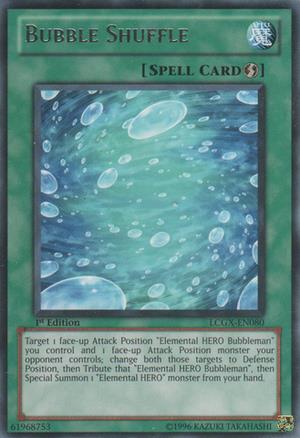 BUBBLE SHUFFLE
魔
[SPELL CARD]
1st Edition
LCGX-EN080
Target 1 face-up Attack Position "Elemental HERO Bubbleman"
you control and 1 face-up Attack Position monster your
opponent controls; change both those targets to Defense
Position, then Tribute that "Elemental HERO Bubbleman", then
Special Summon 1 "Elemental HERO" monster from your hand.
61968753
©1996 KAZUKI TAKAHASHI